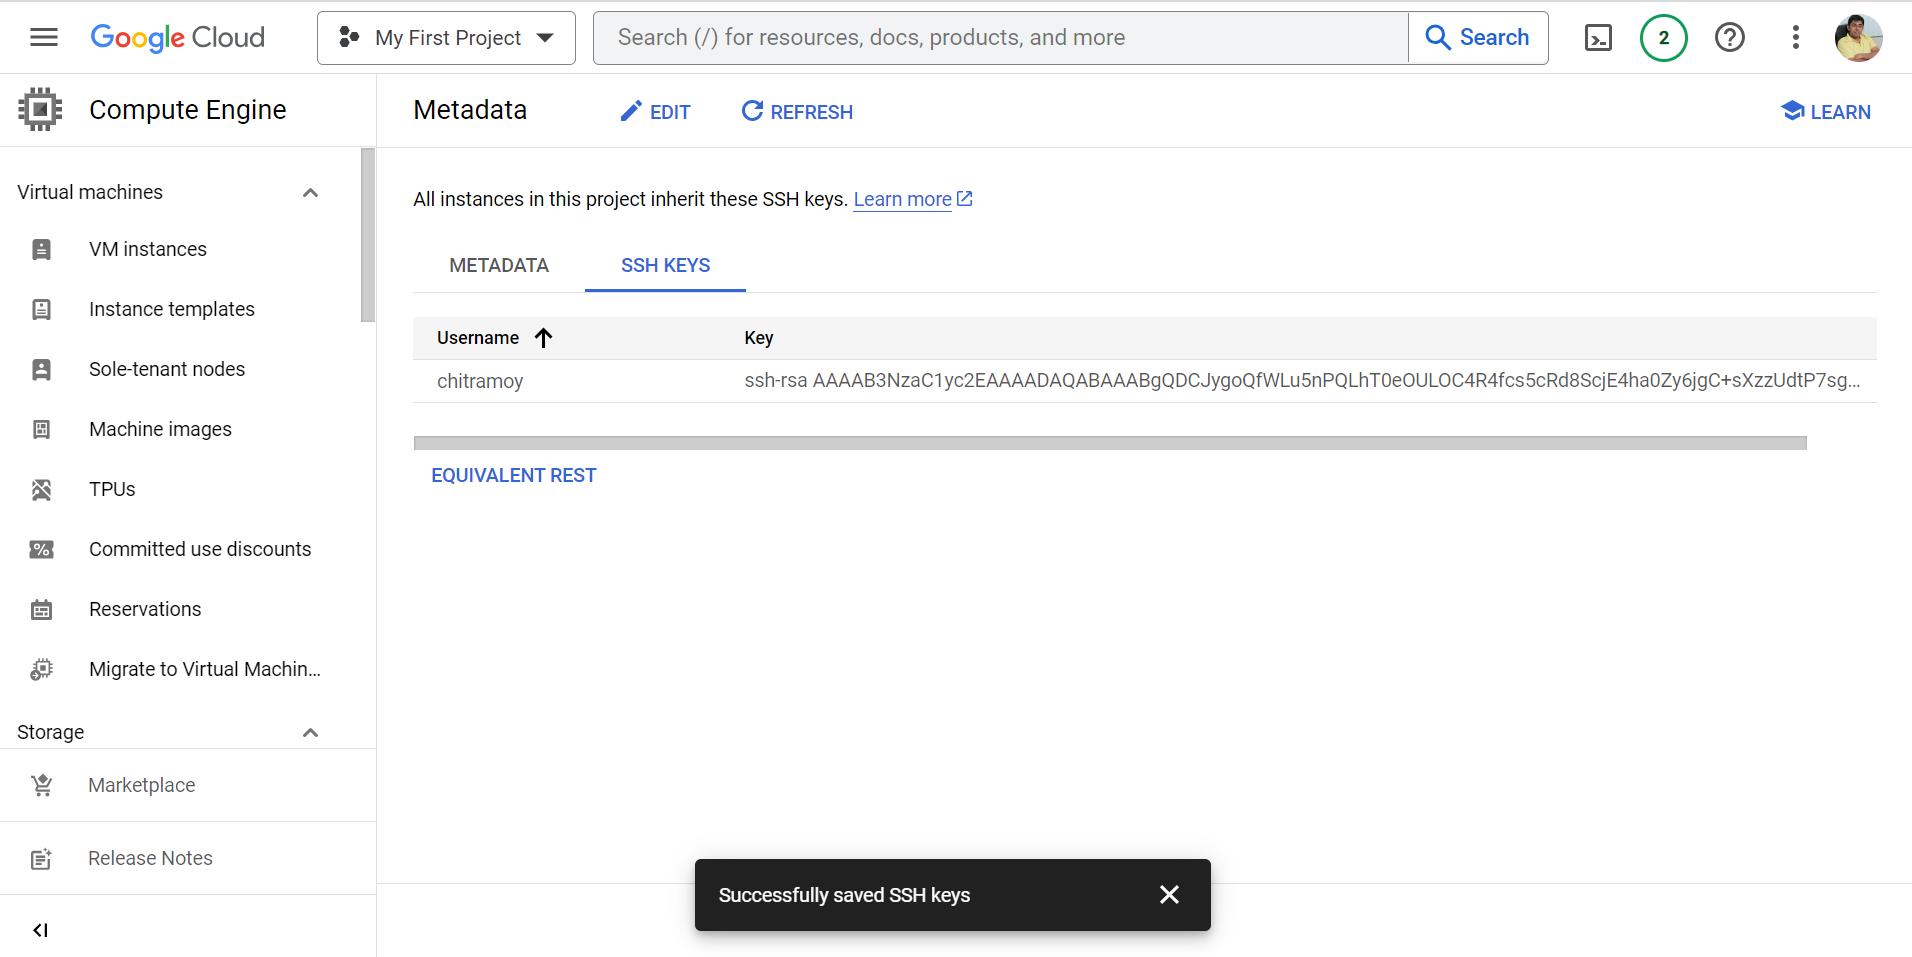 Google Cloud
My First Project
Search (/) for resources, docs, products, and more
Search
2
Compute Engine
Metadata
EDIT
REFRESH
LEARN
Virtual machines
VM instances
Instance templates
Sole-tenant nodes
Machine images
TPUs
Committed use discounts
Reservations
Migrate to Virtual Machin...
Storage
Marketplace
Release Notes
All instances in this project inherit these SSH keys. Learn more
METADATA
SSH KEYS
Username
Key
chitramoy
ssh-rsa AAAAB3NzaC1yc2EAAAADAQABAAABgQDCJygoQfWLu5nPQLhT0eOULOC4R4fcs5cRd8ScjE4ha0Zy6jgC+sXzzUdtP7sg...
EQUIVALENT REST
Successfully saved SSH keys